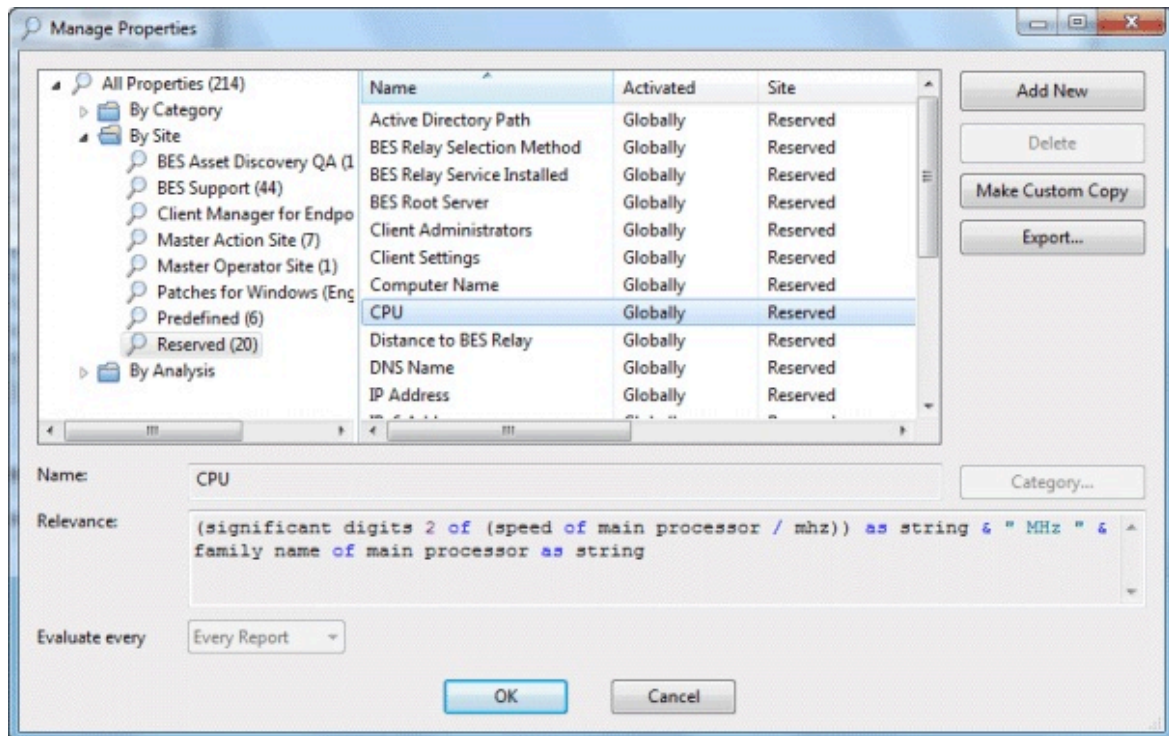 Manage Properties
All Properties (214)
By Category
By Site
BES Asset Discovery QA (1
BES Support (44)
Client Manager for Endpo
Master Action Site (7)
Master Operator Site (1)
Patches for Windows (Eng
Predefined (6)
Reserved (20)
By Analysis
Name Activated Site
Active Directory Path Globally Reserved
BES Relay Selection Method Globally Reserved
BES Relay Service Installed Globally Reserved
BES Root Server Globally Reserved
Client Administrators Globally Reserved
Client Settings Globally Reserved
Computer Name Globally Reserved
CPU Globally Reserved
Distance to BES Relay Globally Reserved
DNS Name Globally Reserved
IP Address Globally Reserved
Add New
Delete
Make Custom Copy
Export...
Name: CPU
Category...
Relevance: (significant digits 2 of (speed of main processor / mhz)) as string & " MHz " &
family name of main processor as string
Evaluate every Every Report
OK Cancel